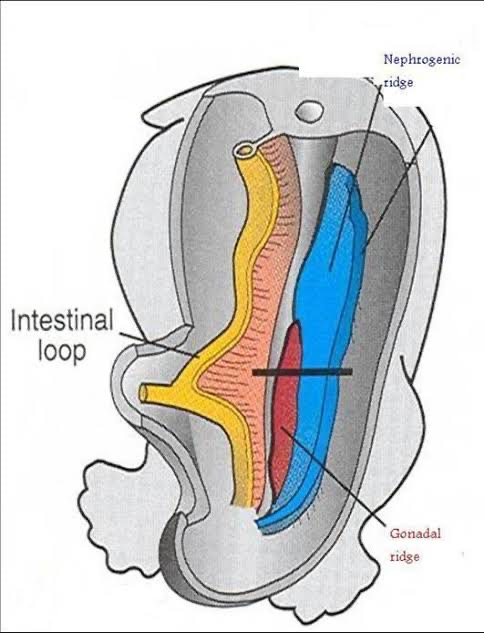 Nephrogenic
ridge
Intestinal
loop
Gonadal
ridge